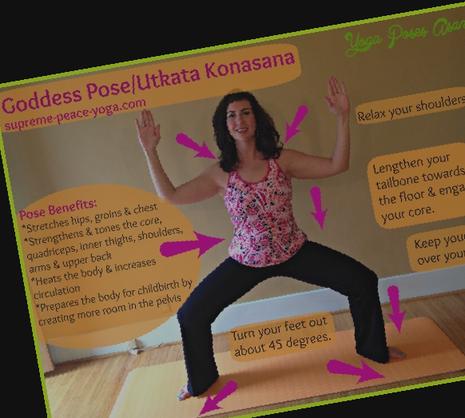 Yoga Poses Asan
Goddess Pose/Utkata Konasana
supreme-peace-yoga.com
Relax your shoulders
Lengthen your
tailbone towards
the floor & enga
your core.
Keep you
over your
Pose Benefits:
*Stretches hips, groins & chest
*Strengthens & tones the core,
quadriceps, inner thighs, shoulders,
arms & upper back
*Heats the body & increases
circulation
*Prepares the body for childbirth by
creating more room in the pelvis
Turn your feet out
about 45 degrees.